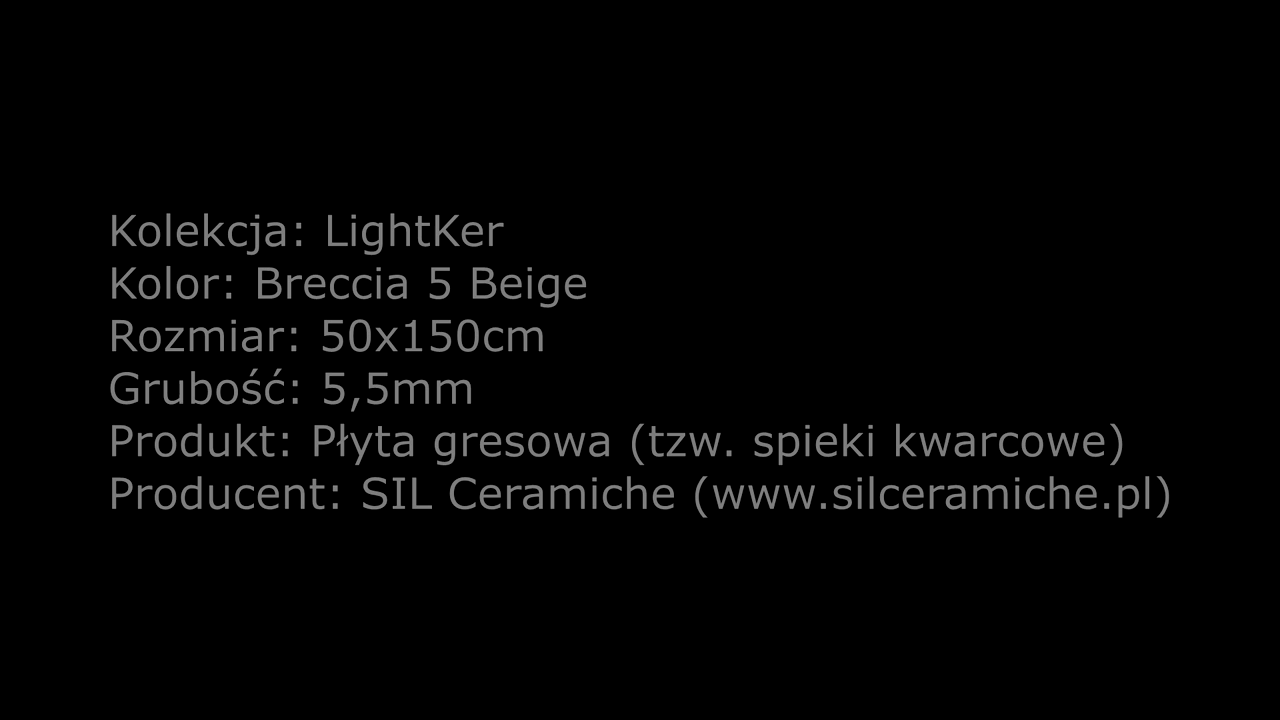 Kolekcja: LightKer
Kolor: Breccia 5 Beige
Rozmiar: 50x150cm
Grubość: 5,5mm
Produkt: Płyta gresowa (tzw. spieki kwarcowe)
Producent: SIL Ceramiche (www.silceramiche.pl)